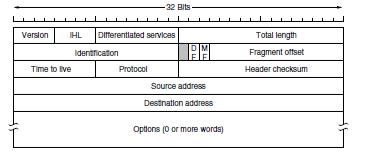 32 Bits
Version IHL Differentiated services Total length
Identification D F M F Fragment offset
Time to live Protocol Header checksum
Source address
Destination address
Options (0 or more words)